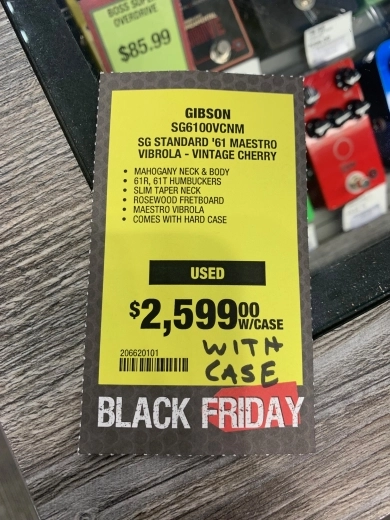 BOSS SUPER
OVERDRIVE
$85.99
GIBSON
SG6100VCNM
SG STANDARD '61 MAESTRO
VIBROLA - VINTAGE CHERRY
• MAHOGANY NECK & BODY
• 61R, 61T HUMBUCKERS
• SLIM TAPER NECK
• ROSEWOOD FRETBOARD
• MAESTRO VIBROLA
• COMES WITH HARD CASE
USED
$2,599.00
W/CASE
WITH
CASE
206620101
BLACK FRIDAY